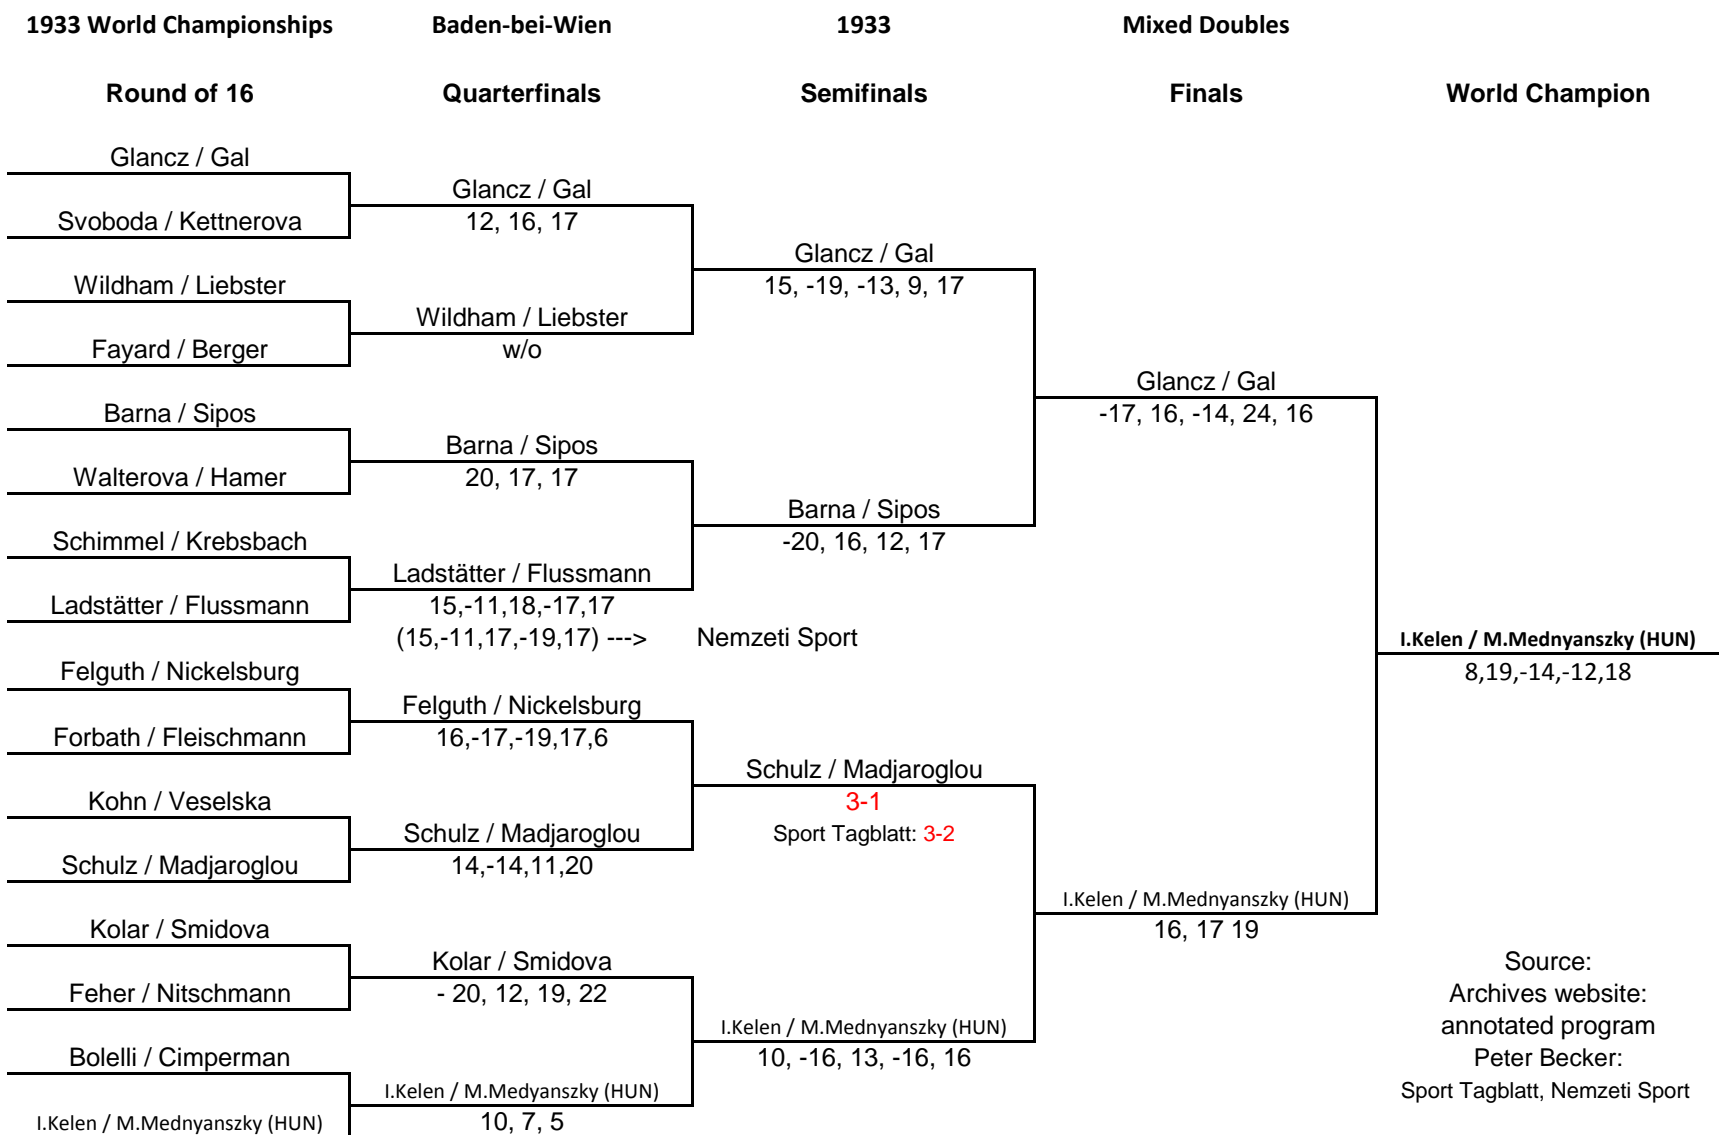 1933 World Championships Baden-bei-Wien 1933 Mixed Doubles
Round of 16 Quarterfinals Semifinals Finals World Champion
Glancz / Gal
Glancz / Gal
Svoboda / Kettnerova 12, 16, 17
Glancz / Gal
Wildham / Liebster 15, -19, -13, 9, 17
Wildham / Liebster
Fayard / Berger w/o
Glancz / Gal
Barna / Sipos -17, 16, -14, 24, 16
Barna / Sipos
Walterova / Hamer 20, 17, 17
Barna / Sipos
Schimmel / Krebsbach -20, 16, 12, 17
Ladstätter / Flussmann
Ladstätter / Flussmann 15,-11,18,-17,17
(15,-11,17,-19,17) ---> Nemzeti Sport I.Kelen / M.Mednyanszky (HUN)
Felguth / Nickelsburg 8,19,-14,-12,18
Felguth / Nickelsburg
Forbath / Fleischmann 16,-17,-19,17,6
Schulz / Madjaroglou
Kohn / Veselska 3-1
Schulz / Madjaroglou Sport Tagblatt: 3-2
Schulz / Madjaroglou 14,-14,11,20
I.Kelen / M.Mednyanszky (HUN)
Kolar / Smidova 16, 17 19
Kolar / Smidova Source:
Feher / Nitschmann - 20, 12, 19, 22 Archives website:
I.Kelen / M.Mednyanszky (HUN) annotated program
Bolelli / Cimperman 10, -16, 13, -16, 16 Peter Becker:
I.Kelen / M.Medyanszky (HUN) Sport Tagblatt, Nemzeti Sport
I.Kelen / M.Mednyanszky (HUN) 10, 7, 5